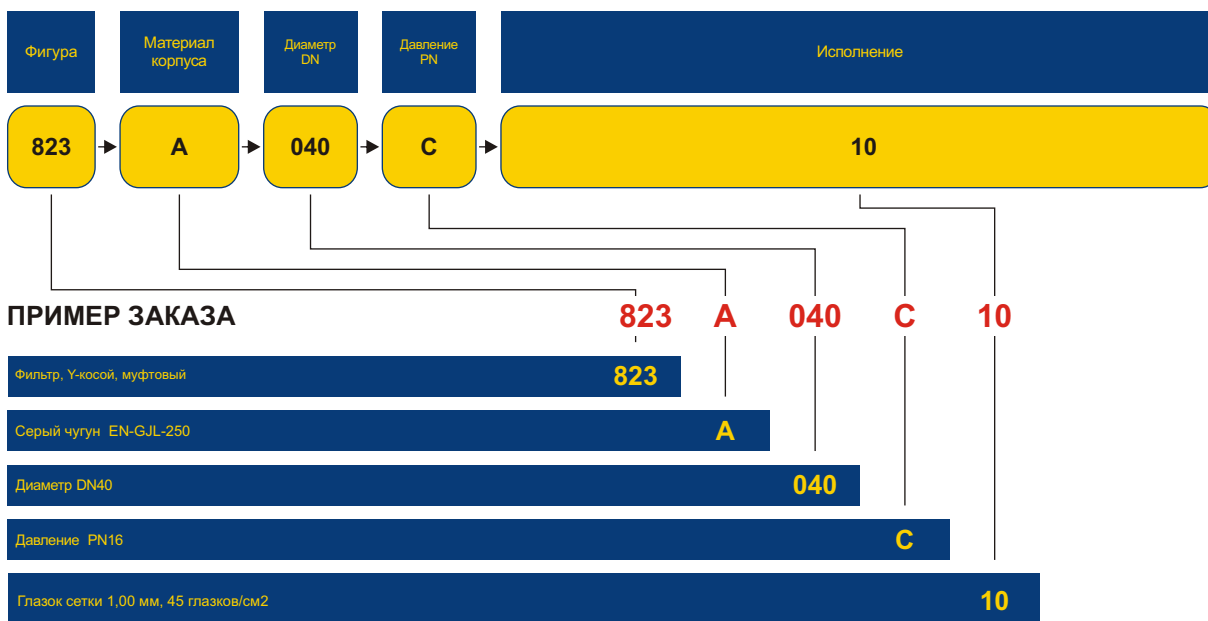 Фигура
Материал
корпуса
Диаметр
DN
Давление
PN
Исполнение
823
A
040
C
10
ПРИМЕР ЗАКАЗА 823 A 040 C 10
Фильтр, Y-косой, муфтовый 823
Серый чугун EN-GJL-250 A
Диаметр DN40 040
Давление PN16 C
Глазок сетки 1,00 мм, 45 глазков/см2 10